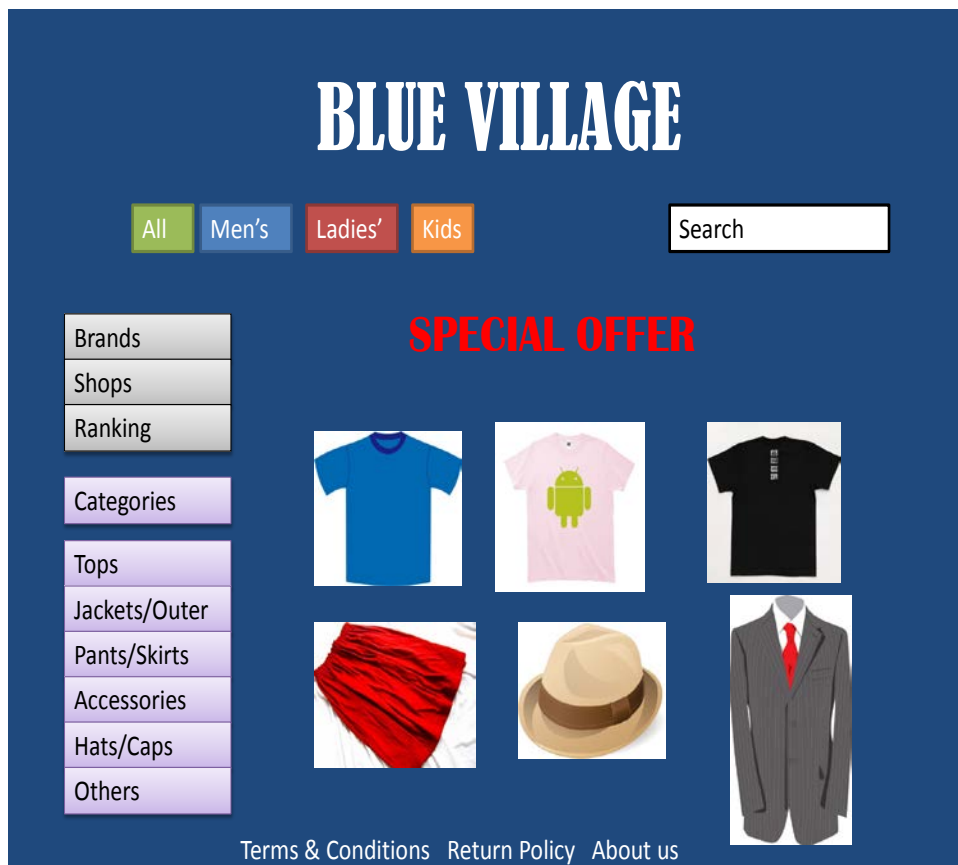 BLUE VILLAGE
All Men's Ladies' Kids Search
SPECIAL OFFER
Brands
Shops
Ranking
Categories
Tops
Jackets/Outer
Pants/Skirts
Accessories
Hats/Caps
Others
Terms & Conditions Return Policy About us